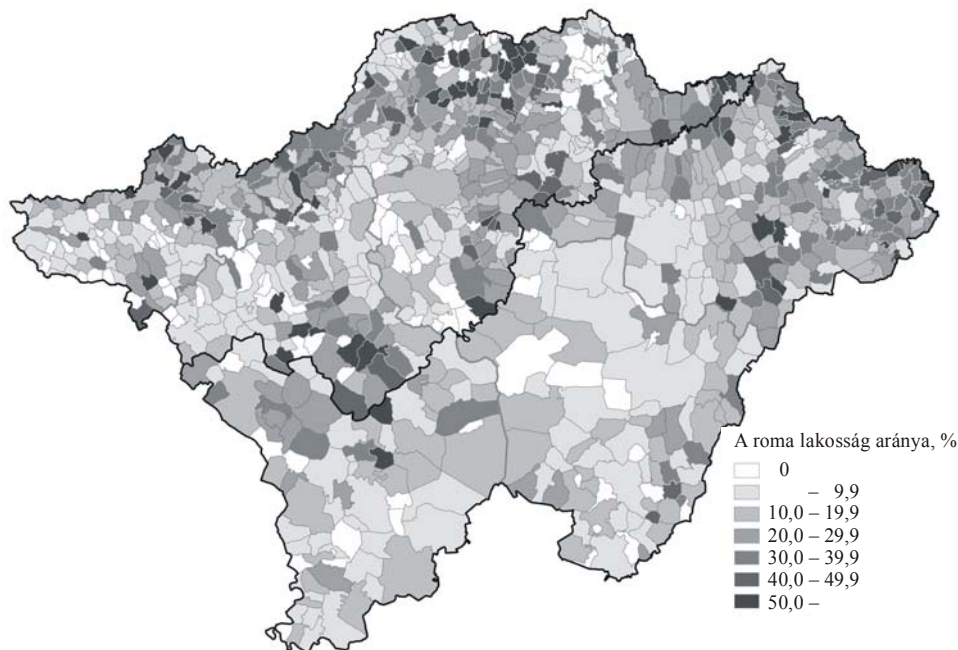 A roma lakosság aránya, %
0
– 9,9
10,0 – 19,9
20,0 – 29,9
30,0 – 39,9
40,0 – 49,9
50,0 –